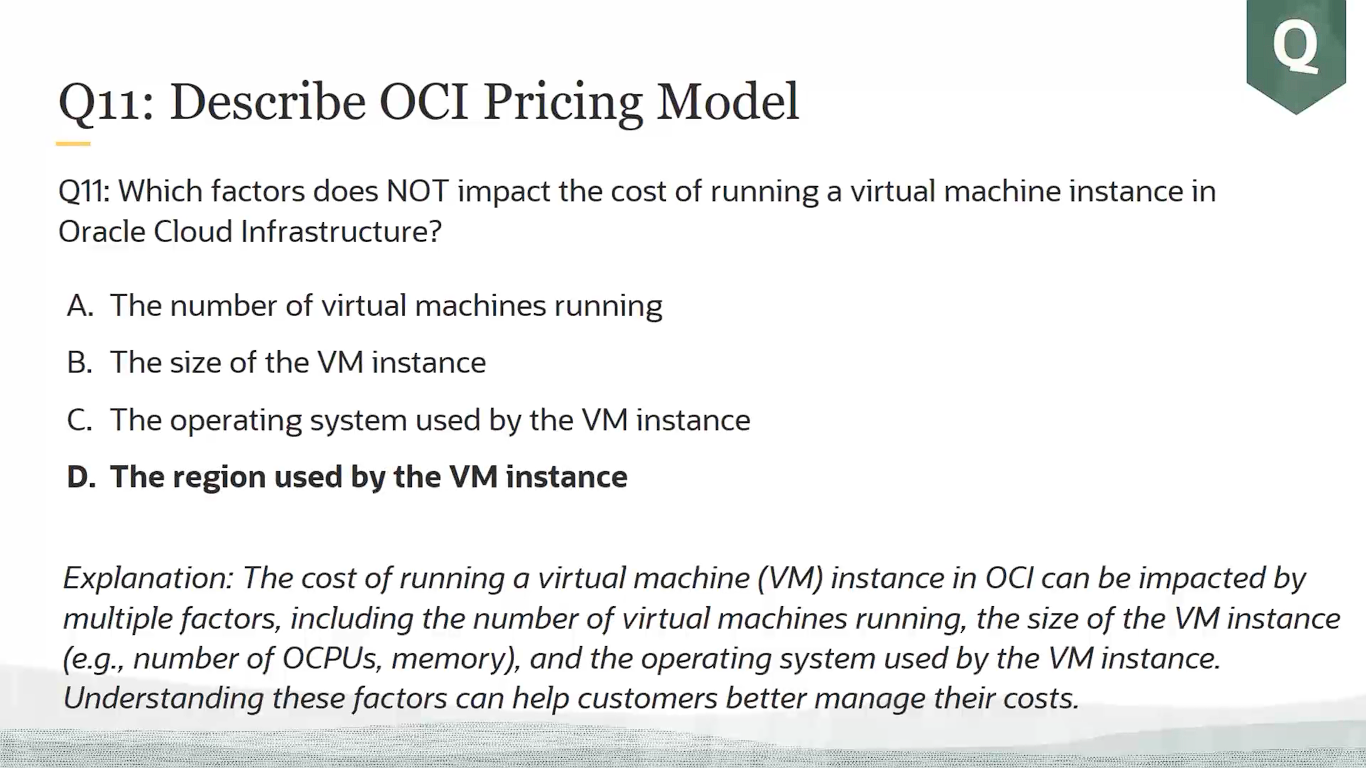 Q
Q11: Describe OCI Pricing Model
Q11: Which factors does NOT impact the cost of running a virtual machine instance in
Oracle Cloud Infrastructure?
A. The number of virtual machines running
B. The size of the VM instance
C. The operating system used by the VM instance
D. The region used by the VM instance
Explanation: The cost of running a virtual machine (VM) instance in OCI can be impacted by
multiple factors, including the number of virtual machines running, the size of the VM instance
(e.g., number of OCPUs, memory), and the operating system used by the VM instance.
Understanding these factors can help customers better manage their costs.